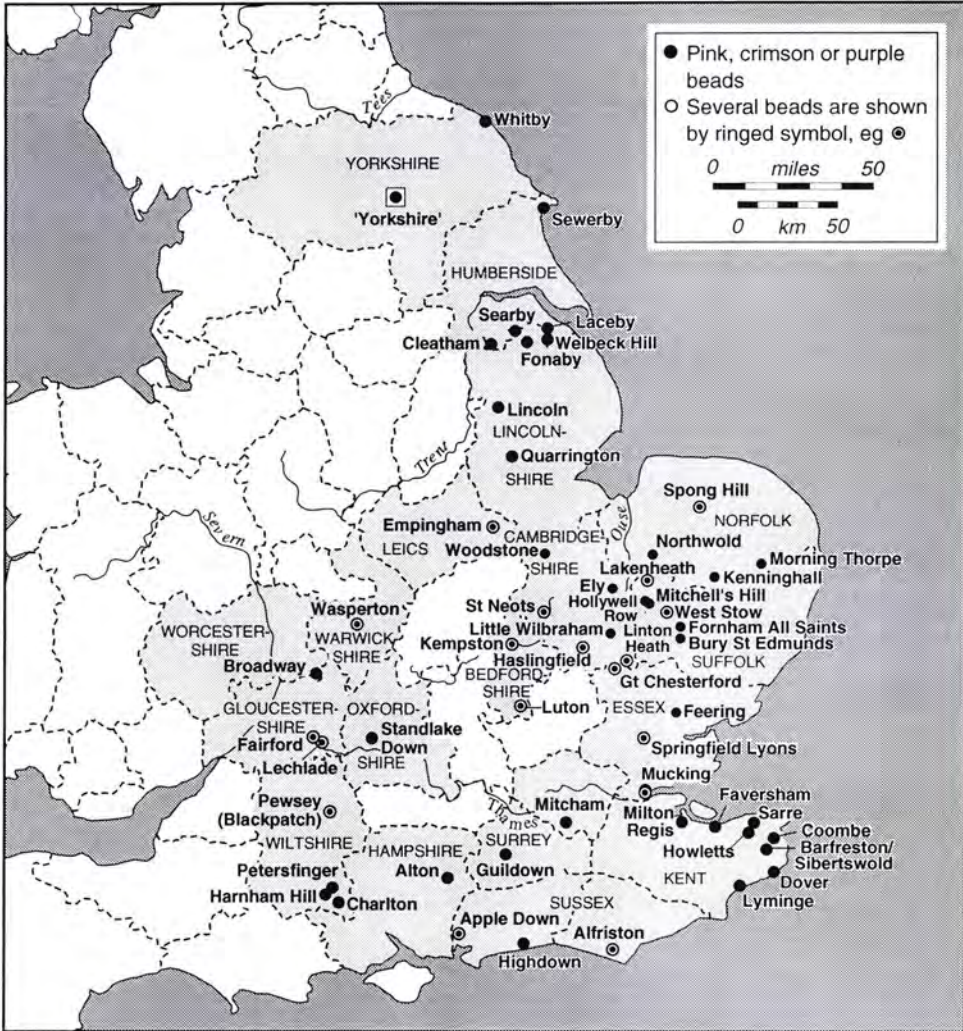 Pink, crimson or purple
beads
Several beads are shown
by ringed symbol, eg
0 miles 50
0 km 50
Tees
Whitby
YORKSHIRE
'Yorkshire'
Sewerby
HUMBERSIDE
Searby
Laceby
Cleatham
Welbeck Hill
Fonaby
Lincoln
LINCOLN-
Trent
Quarrington
SHIRE
Spong Hill
Ouse
NORFOLK
Severn
Empingham
CAMBRIDGE-
LEICS
Woodstone
SHIRE
Northwold
Morning Thorpe
Lakenheath
Kenninghall
Ely
Mitchell's Hill
Hollywell
Row
Wasperton
St Neots
West Stow
WORCESTER-
SHIRE
WARWICK
SHIRE
Little Wilbraham
Linton
Heath
Fornham All Saints
Kempston
Bury St Edmunds
Haslingfield
SUFFOLK
Broadway
BEDFORD-
SHIRE
Gt Chesterford
GLOUCESTER-
SHIRE
OXFORD-
Luton
ESSEX
Feering
Standlake
Down
Fairford
SHIRE
Springfield Lyons
Lechlade
Mucking
Pewsey
(Blackpatch)
Thames
Mitcham
Milton
Regis
Faversham
Sarre
WILTSHIRE
HAMPSHIRE
SURREY
Howletts
Coombe
Barfreston/
Sibertswold
Petersfinger
Alton
Guildown
KENT
Harnham Hill
Charlton
Dover
Lyminge
SUSSEX
Apple Down
Alfriston
Highdown